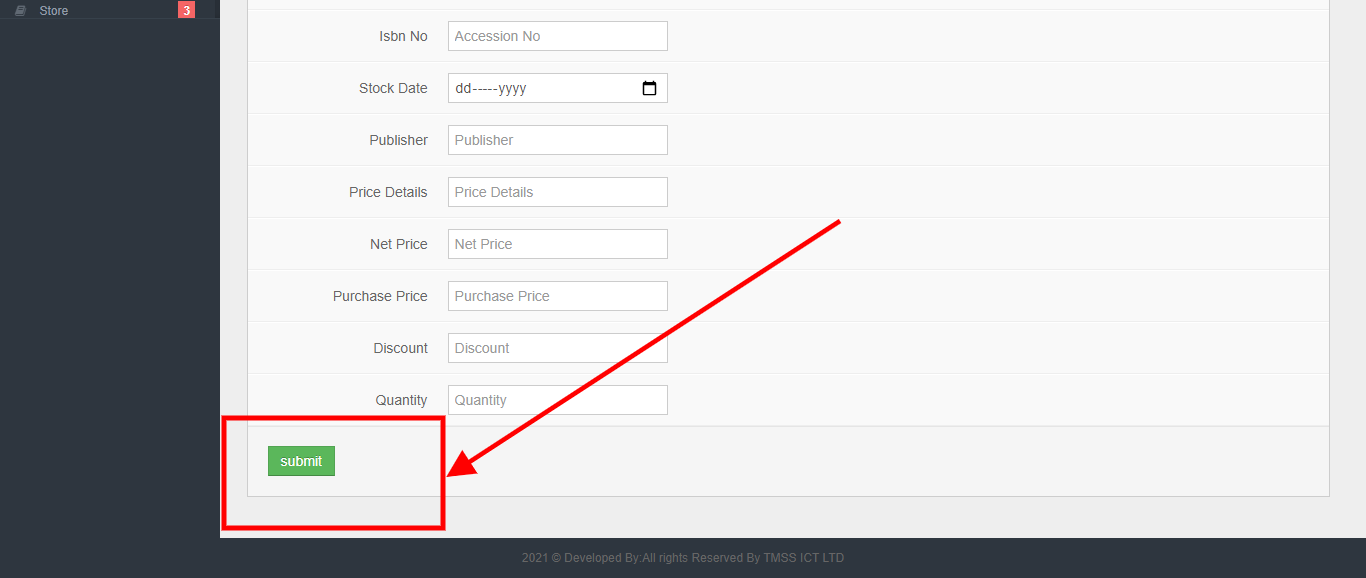 Store 3
Isbn No Accession No
Stock Date dd-----yyyy
Publisher Publisher
Price Details Price Details
Net Price Net Price
Purchase Price Purchase Price
Discount Discount
Quantity Quantity
submit
2021 © Developed By:All rights Reserved By TMSS ICT LTD